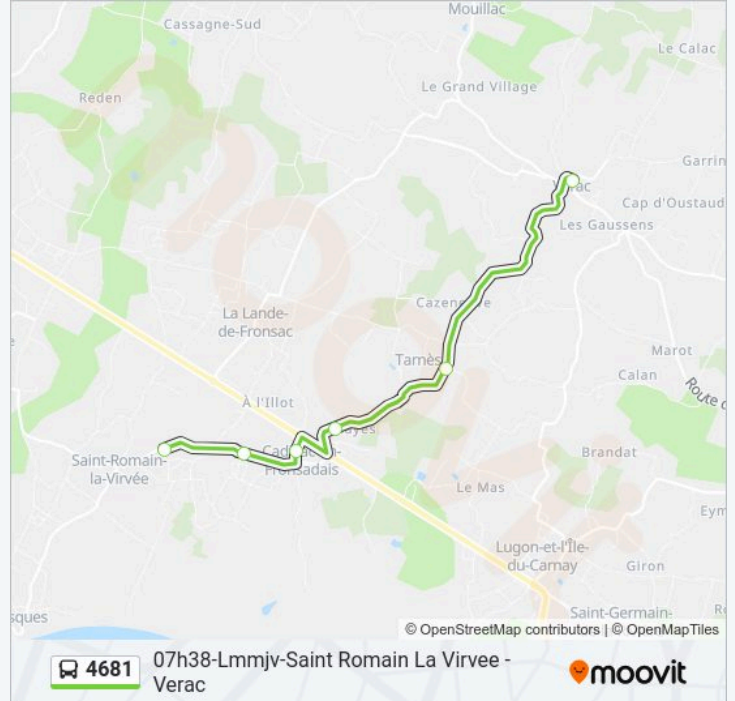 Mouillac
Cassagne-Sud
Le Calac
Le Grand Village
Reden
Garrin
Vérac
Cap d'Oustaud
Les Gaussens
La Lande-
de-Fronsac
Tarnès
Marot
Calan
Route d
À l'Illot
Saint-Romain-
la-Virvée
Brandat
Le Mas
Eym
Lugon-et-l'Île-
du-Carnay
Giron
Saint-Germain-
sques
© OpenStreetMap contributors | © OpenMapTiles
4681
07h38-Lmmjv-Saint Romain La Virvee -
Verac
moovit